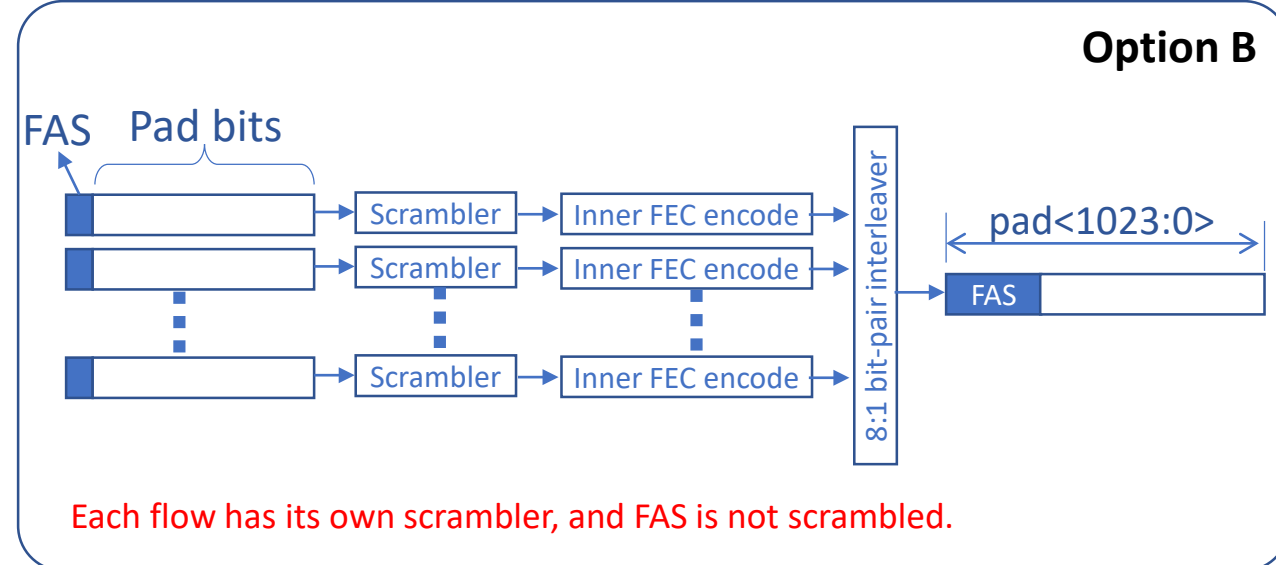 Option B
FAS Pad bits
Scrambler Inner FEC encode
Scrambler Inner FEC encode
Scrambler Inner FEC encode
8:1 bit-pair interleaver
pad<1023:0>
FAS
Each flow has its own scrambler, and FAS is not scrambled.